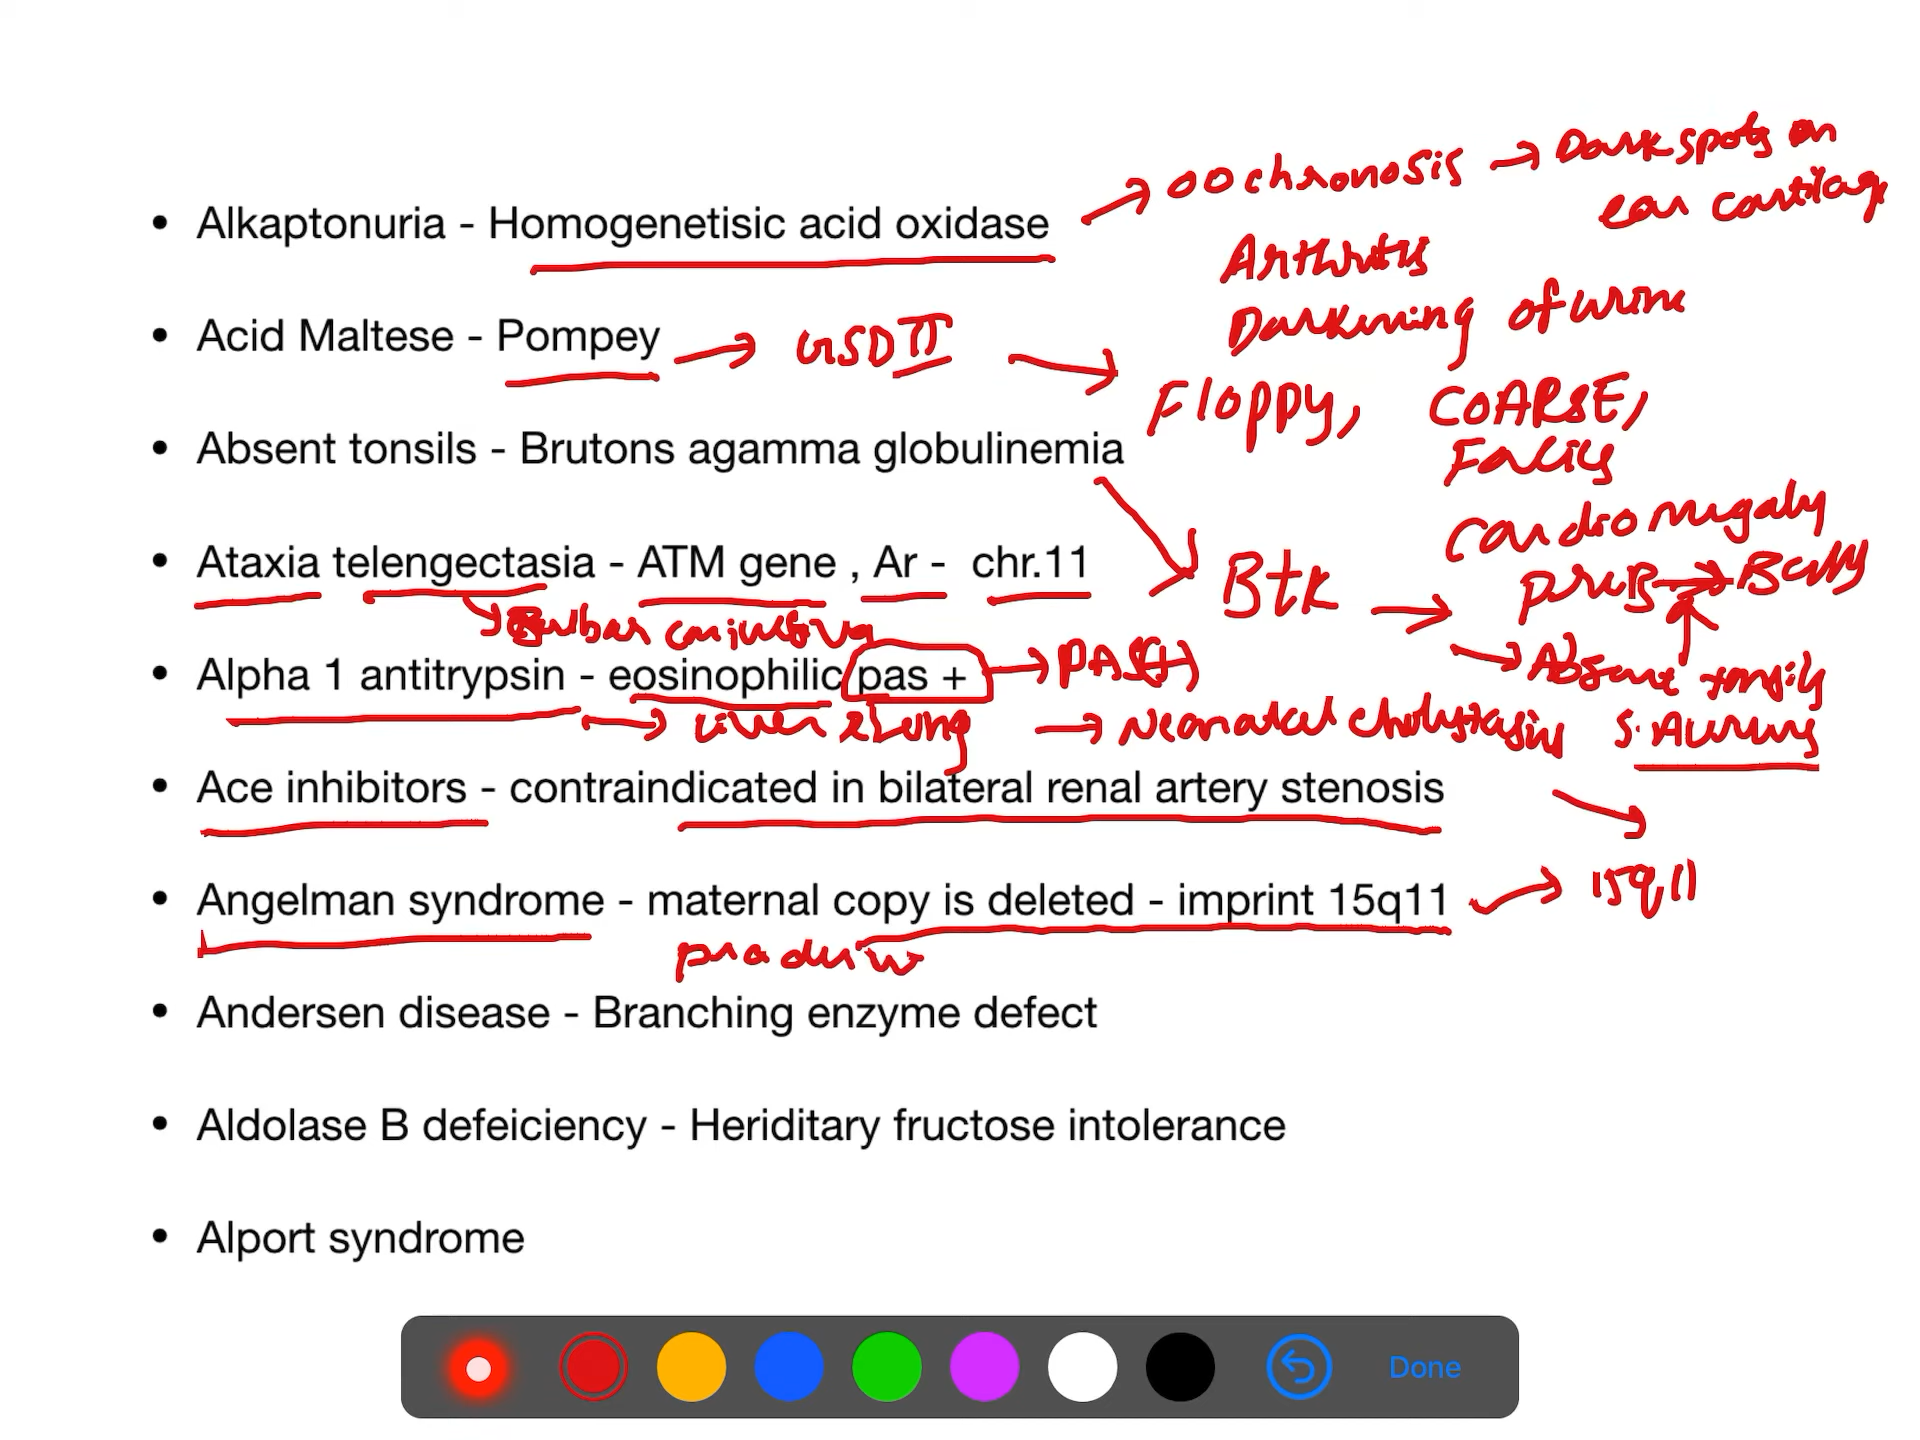 • Alkaptonuria - Homogenetisic acid oxidase → oochronosis → Dark spots on
ear cartilage
Arthritis
Darkening of urine
• Acid Maltese - Pompey → GSD II →
Floppy, COARSE,
Facies
cardiomegaly
• Absent tonsils - Brutons agamma globulinemia
→ Btk → preB → Bcell
→ Absent tonsils
S. Aureus
• Ataxia telengectasia - ATM gene , Ar - chr.11
→ Bulbar conjuctiva
• Alpha 1 antitrypsin - eosinophilic pas + → PAS(+)
→ Liver & Lung → Neonatal cholestasis
• Ace inhibitors - contraindicated in bilateral renal artery stenosis
• Angelman syndrome - maternal copy is deleted - imprint 15q11 → 15q11
• Andersen disease - Branching enzyme defect
• Aldolase B defeiciency - Heriditary fructose intolerance
• Alport syndrome
Done